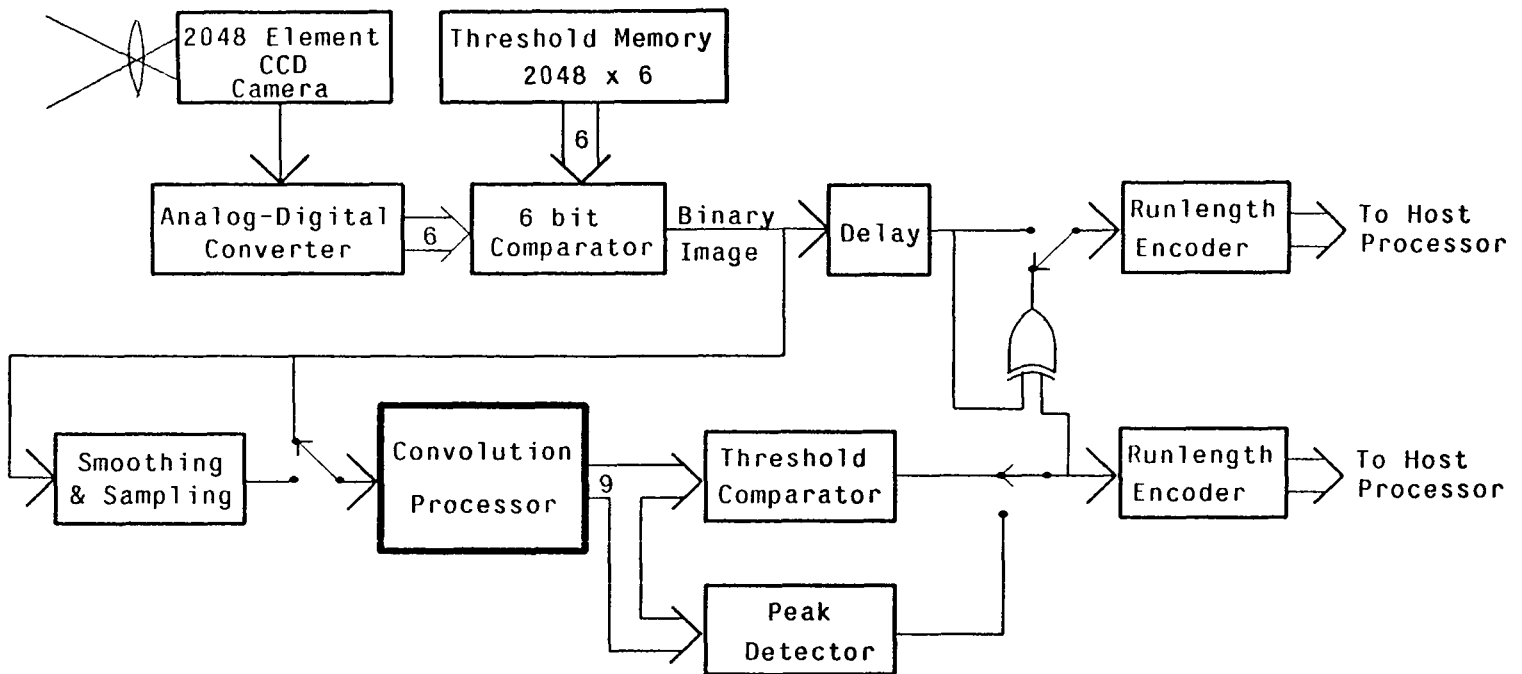 2048 Element
CCD
Camera
Threshold Memory
2048 x 6
6
Analog-Digital
Converter
6
6 bit
Comparator
Binary
Image
Delay
Runlength
Encoder
To Host
Processor
Smoothing
& Sampling
Convolution
Processor
9
Threshold
Comparator
Runlength
Encoder
To Host
Processor
Peak
Detector